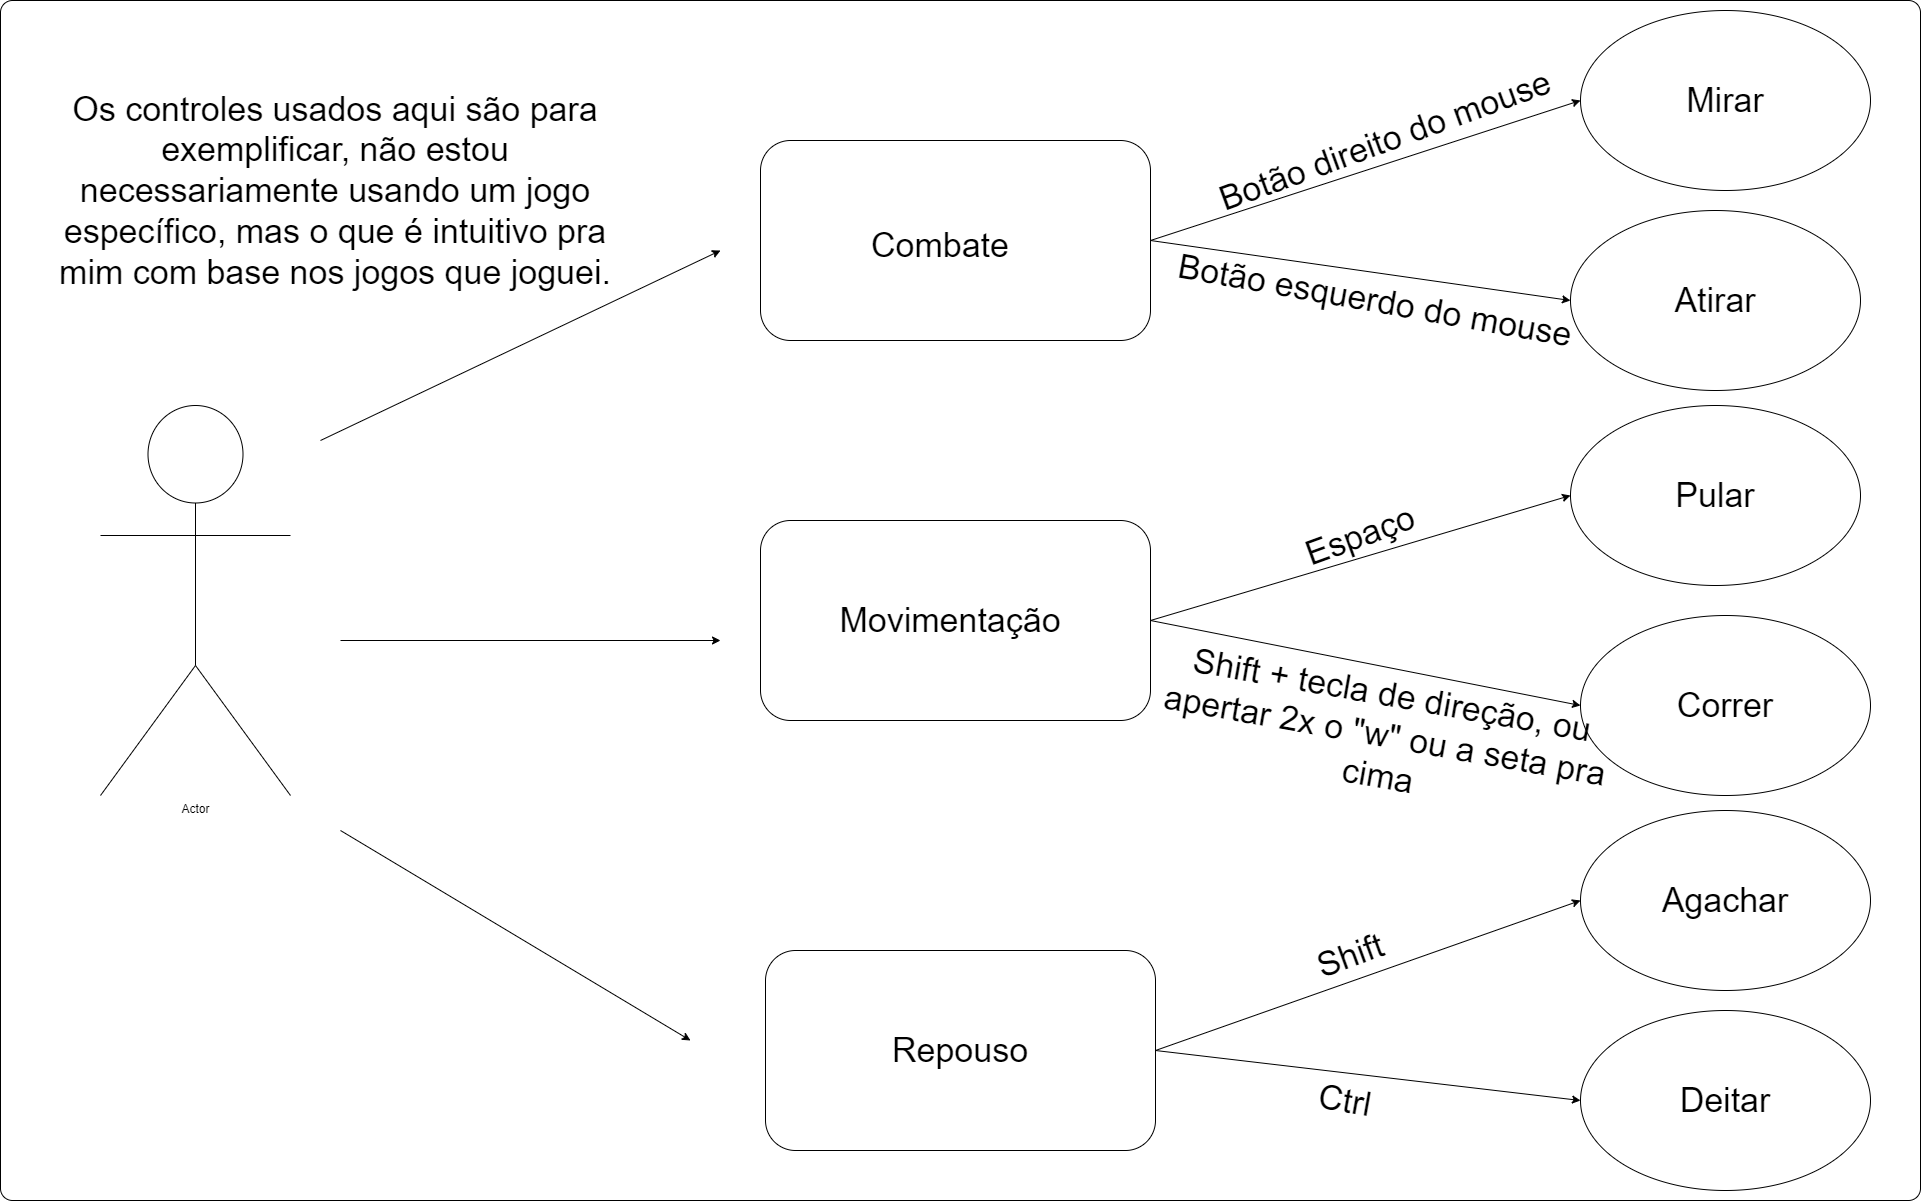 Os controles usados aqui são para
exemplificar, não estou
necessariamente usando um jogo
específico, mas o que é intuitivo pra
mim com base nos jogos que joguei.
Actor
Combate
Botão direito do mouse
Mirar
Botão esquerdo do mouse
Atirar
Movimentação
Espaço
Pular
Shift + tecla de direção, ou
apertar 2x o "w" ou a seta pra
cima
Correr
Repouso
Shift
Agachar
Ctrl
Deitar